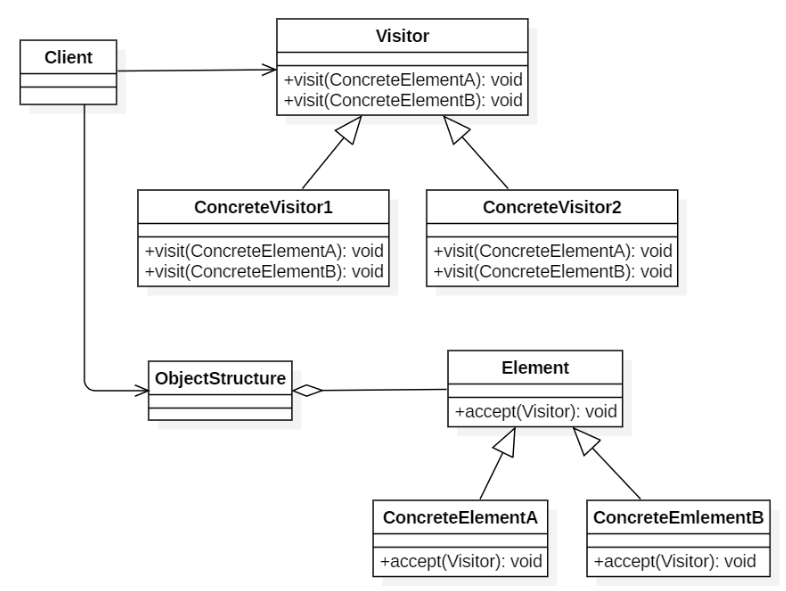 Client
Visitor
+visit(ConcreteElementA): void
+visit(ConcreteElementB): void
ConcreteVisitor1
+visit(ConcreteElementA): void
+visit(ConcreteElementB): void
ConcreteVisitor2
+visit(ConcreteElementA): void
+visit(ConcreteElementB): void
ObjectStructure
Element
+accept(Visitor): void
ConcreteElementA
+accept(Visitor): void
ConcreteEmlementB
+accept(Visitor): void